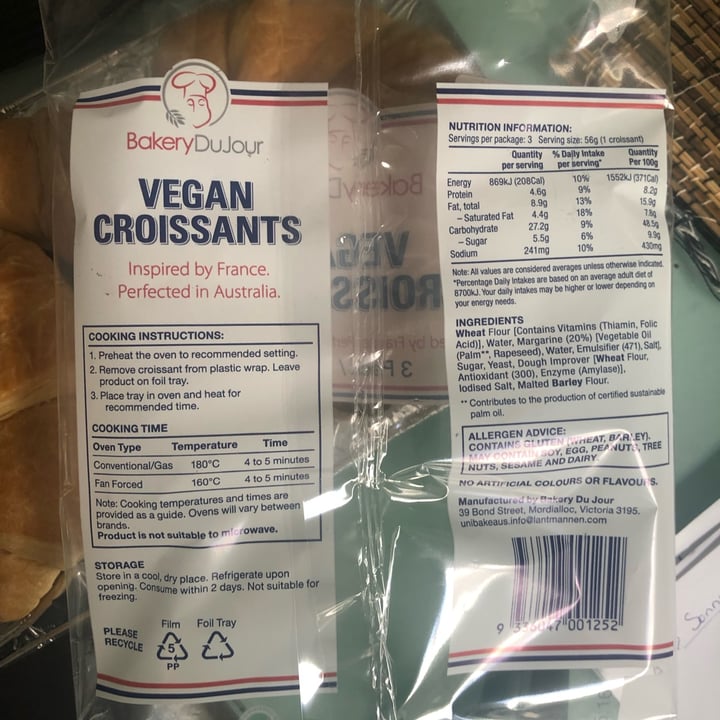 BakeryDuJour
VEGAN
CROISSANTS
Inspired by France.
Perfected in Australia.
COOKING INSTRUCTIONS:
1. Preheat the oven to recommended setting.
2. Remove croissant from plastic wrap. Leave
product on foil tray.
3. Place tray in oven and heat for
recommended time.
COOKING TIME
Oven Type Temperature Time
Conventional/Gas 180°C 4 to 5 minutes
Fan Forced 160°C 4 to 5 minutes
Note: Cooking temperatures and times are
provided as a guide. Ovens will vary between
brands.
Product is not suitable to microwave.
STORAGE
Store in a cool, dry place. Refrigerate upon
opening. Consume within 2 days. Not suitable for
freezing.
PLEASE
RECYCLE
Film Foil Tray
5
PP
NUTRITION INFORMATION:
Servings per package: 3 Serving size: 56g (1 croissant)
Quantity % Daily Intake Quantity
per serving per serving* Per 100g
Energy 869kJ (208Cal) 10% 1552kJ (371Cal)
Protein 4.6g 9% 8.2g
Fat, total 8.9g 13% 15.9g
– Saturated Fat 4.4g 18% 7.8g
Carbohydrate 27.2g 9% 48.5g
– Sugar 5.5g 6% 9.9g
Sodium 241mg 10% 430mg
Note: All values are considered averages unless otherwise indicated.
*Percentage Daily Intakes are based on an average adult diet of
8700kJ. Your daily intakes may be higher or lower depending on
your energy needs.
INGREDIENTS
Wheat Flour [Contains Vitamins (Thiamin, Folic
Acid)], Water, Margarine (20%) [Vegetable Oil
(Palm**, Rapeseed), Water, Emulsifier (471), Salt],
Sugar, Yeast, Dough Improver [Wheat Flour,
Antioxidant (300), Enzyme (Amylase)],
Iodised Salt, Malted Barley Flour.
** Contributes to the production of certified sustainable
palm oil.
ALLERGEN ADVICE:
CONTAINS GLUTEN (WHEAT, BARLEY).
MAY CONTAIN SOY, EGG, PEANUTS, TREE
NUTS, SESAME AND DAIRY.
NO ARTIFICIAL COLOURS OR FLAVOURS.
Manufactured by Bakery Du Jour
39 Bond Street, Mordialloc, Victoria 3195.
unibakeaus.info@lantmannen.com
9 336047 001252